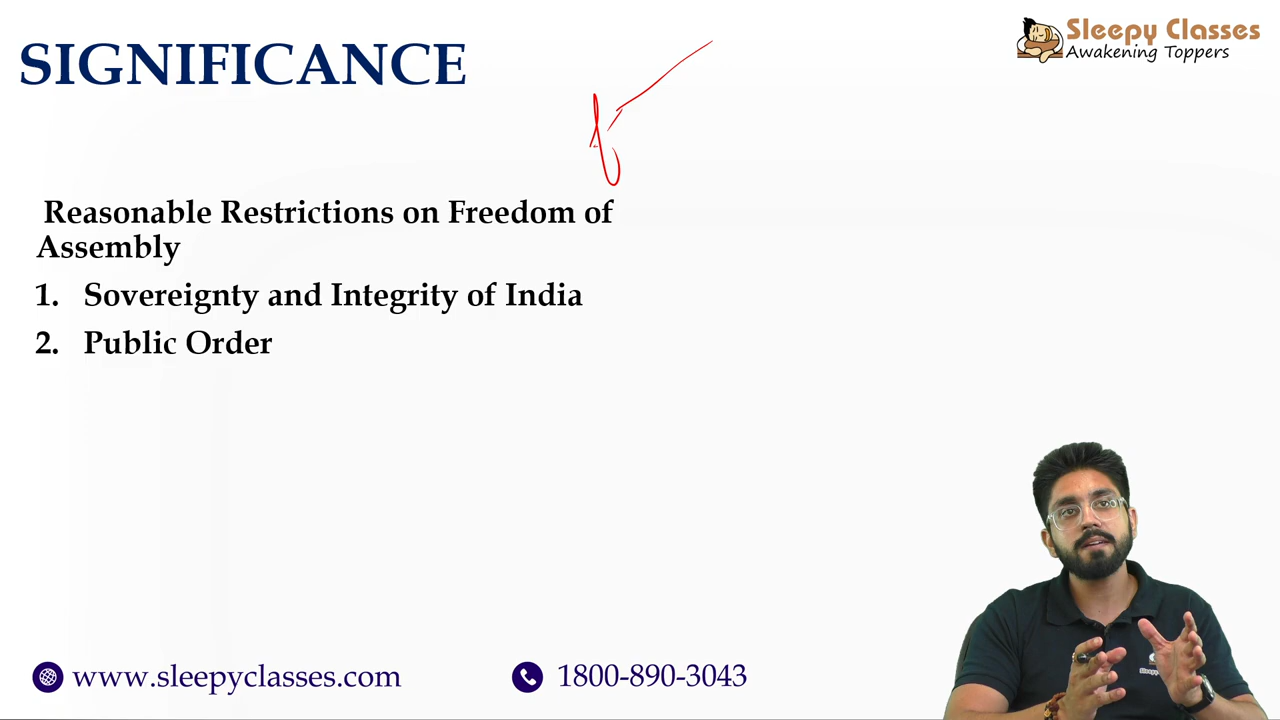 SIGNIFICANCE
Sleepy Classes
Awakening Toppers
Reasonable Restrictions on Freedom of
Assembly
1. Sovereignty and Integrity of India
2. Public Order
www.sleepyclasses.com
1800-890-3043